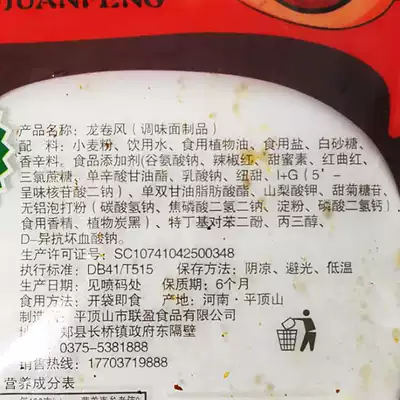 JUANFENG
产品名称：龙卷风（调味面制品）
配 料：小麦粉、饮用水、食用植物油、食用盐、白砂糖、
香辛料。食品添加剂(谷氨酸钠、辣椒红、甜蜜素、红曲红、
三氯蔗糖、单辛酸甘油酯、乳酸钠、纽甜、I+G（5′-
呈味核苷酸二钠）、单双甘油脂肪酸酯、山梨酸钾、甜菊糖苷、
无铝泡打粉（碳酸氢钠、焦磷酸二氢二钠、淀粉、磷酸二氢钙）、
食用香精、植物炭黑）、特丁基对苯二酚、丙三醇、
D-异抗坏血酸钠。
生产许可证号：SC10741042500348
执行标准：DB41/T515 保存方法：阴凉、避光、低温
生产日期：见喷码处 保质期：6个月
食用方法：开袋即食 产地：河南·平顶山
制造 ：平顶山市联盈食品有限公司
郏县长桥镇政府东隔壁
0375-5381888
销售热线：17703719888
营养成分表